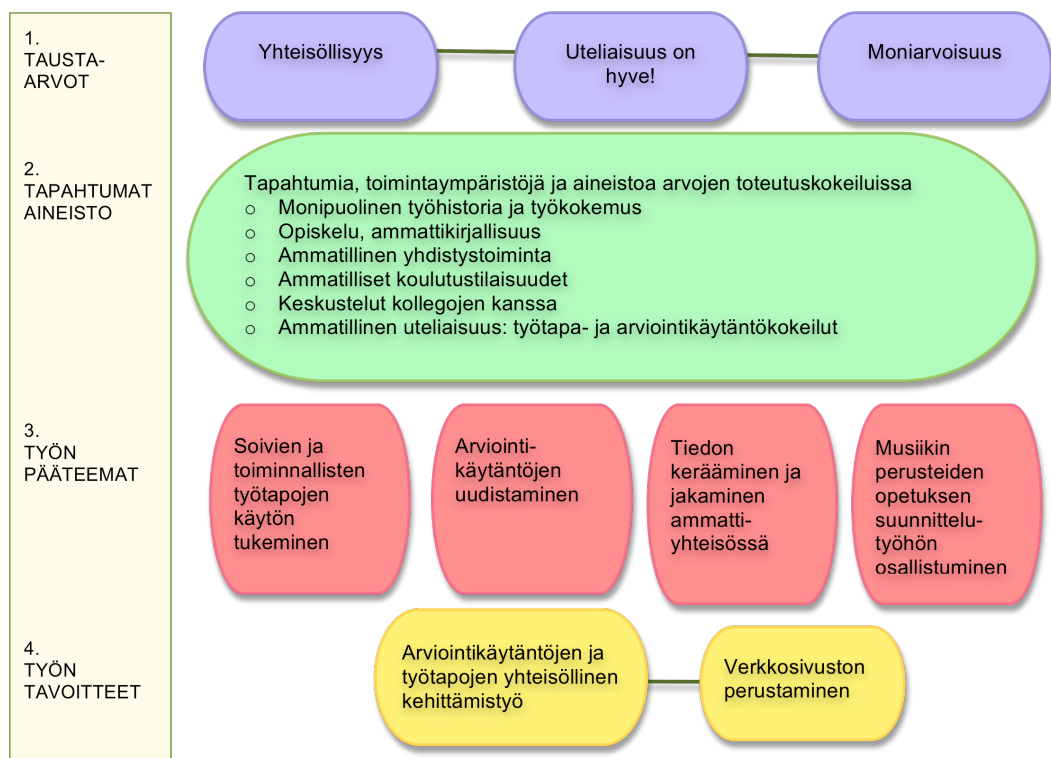 1.
TAUSTA-
ARVOT
Yhteisöllisyys
Uteliaisuus on
hyve!
Moniarvoisuus
2.
TAPAHTUMAT
AINEISTO
Tapahtumia, toimintaympäristöjä ja aineistoa arvojen toteutuskokeiluissa
o Monipuolinen työhistoria ja työkokemus
o Opiskelu, ammattikirjallisuus
o Ammatillinen yhdistystoiminta
o Ammatilliset koulutustilaisuudet
o Keskustelut kollegojen kanssa
o Ammatillinen uteliaisuus: työtapa- ja arviointikäytäntökokeilut
3.
TYÖN
PÄÄTEEMAT
Soivien ja
toiminnallisten
työtapojen
käytön
tukeminen
Arviointi-
käytäntöjen
uudistaminen
Tiedon
kerääminen ja
jakaminen
ammatti-
yhteisössä
Musiikin
perusteiden
opetuksen
suunnittelu-
työhön
osallistuminen
4.
TYÖN
TAVOITTEET
Arviointikäytäntöjen ja
työtapojen yhteisöllinen
kehittämistyö
Verkkosivuston
perustaminen